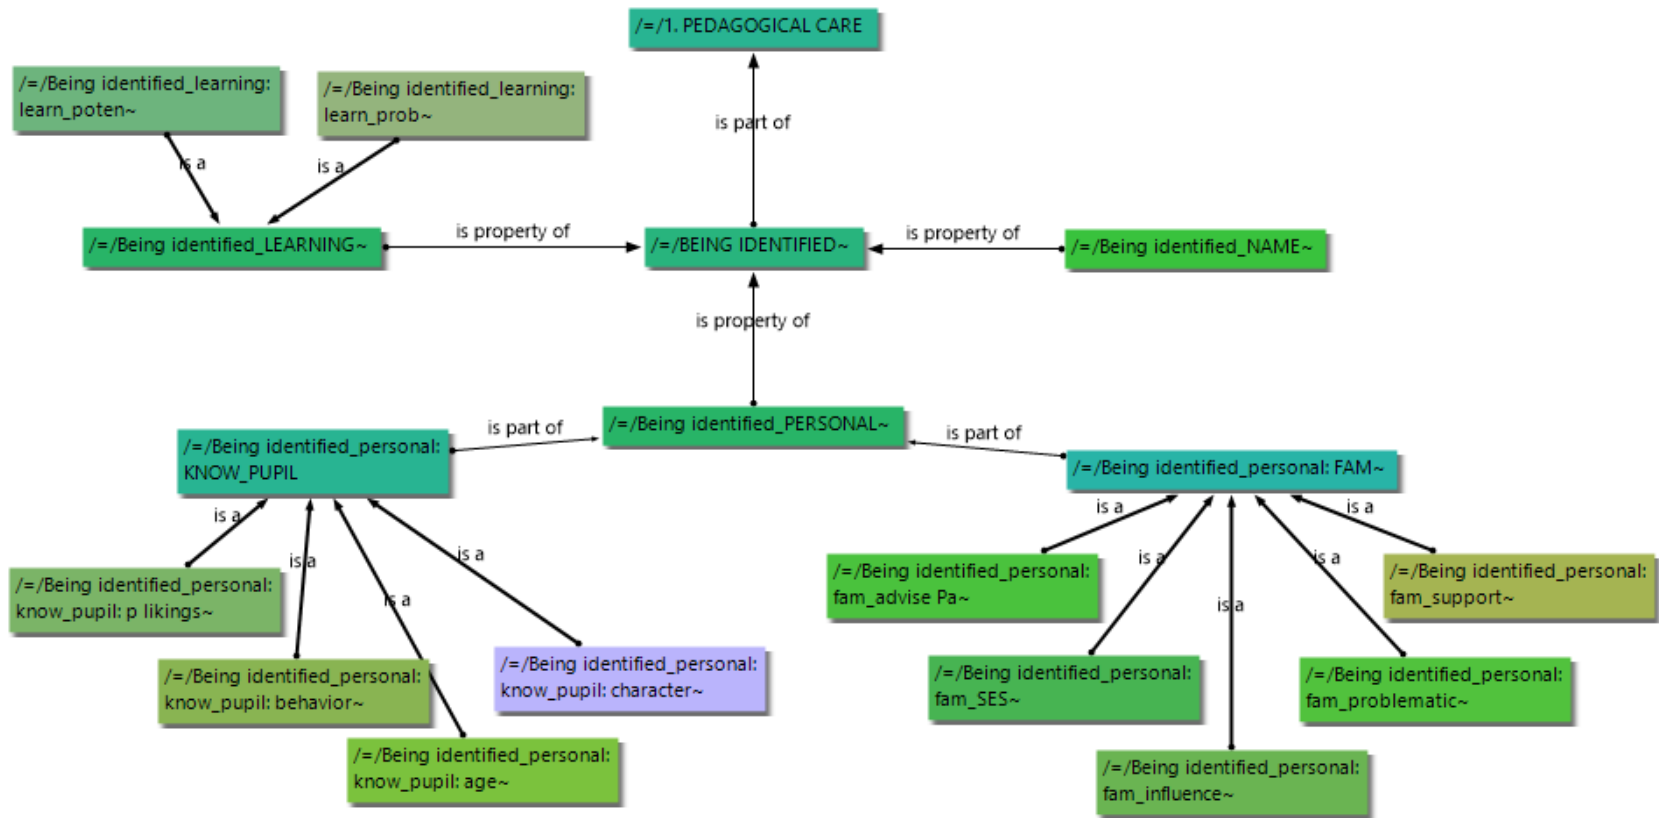 /=/1. PEDAGOGICAL CARE
/=/Being identified_learning:
learn_poten~
/=/Being identified_learning:
learn_prob~
is part of
is a
is a
/=/Being identified_LEARNING~
is property of
/=/BEING IDENTIFIED~
is property of
/=/Being identified_NAME~
is property of
/=/Being identified_PERSONAL~
is part of
is part of
/=/Being identified_personal:
KNOW_PUPIL
/=/Being identified_personal: FAM~
is a
is a
is a
is a
is a
is a
is a
is a
is a
/=/Being identified_personal:
know_pupil: p likings~
/=/Being identified_personal:
know_pupil: behavior~
/=/Being identified_personal:
know_pupil: age~
/=/Being identified_personal:
know_pupil: character~
/=/Being identified_personal:
fam_advise Pa~
/=/Being identified_personal:
fam_SES~
/=/Being identified_personal:
fam_influence~
/=/Being identified_personal:
fam_problematic~
/=/Being identified_personal:
fam_support~